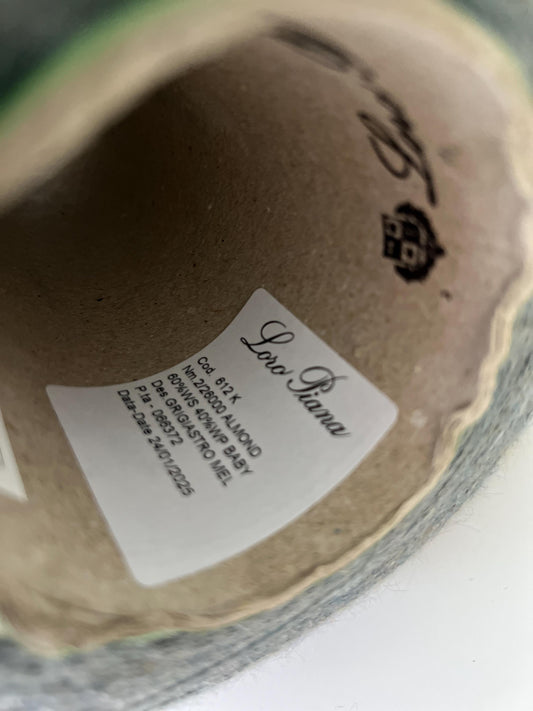 Loro Piana
Cod. 612 K
Nm.2/26000 ALMOND
60%WS 40%WP BABY
Des.GRIGIASTRO MEL
P.ta - 066372
Data-Date 24/01/2025